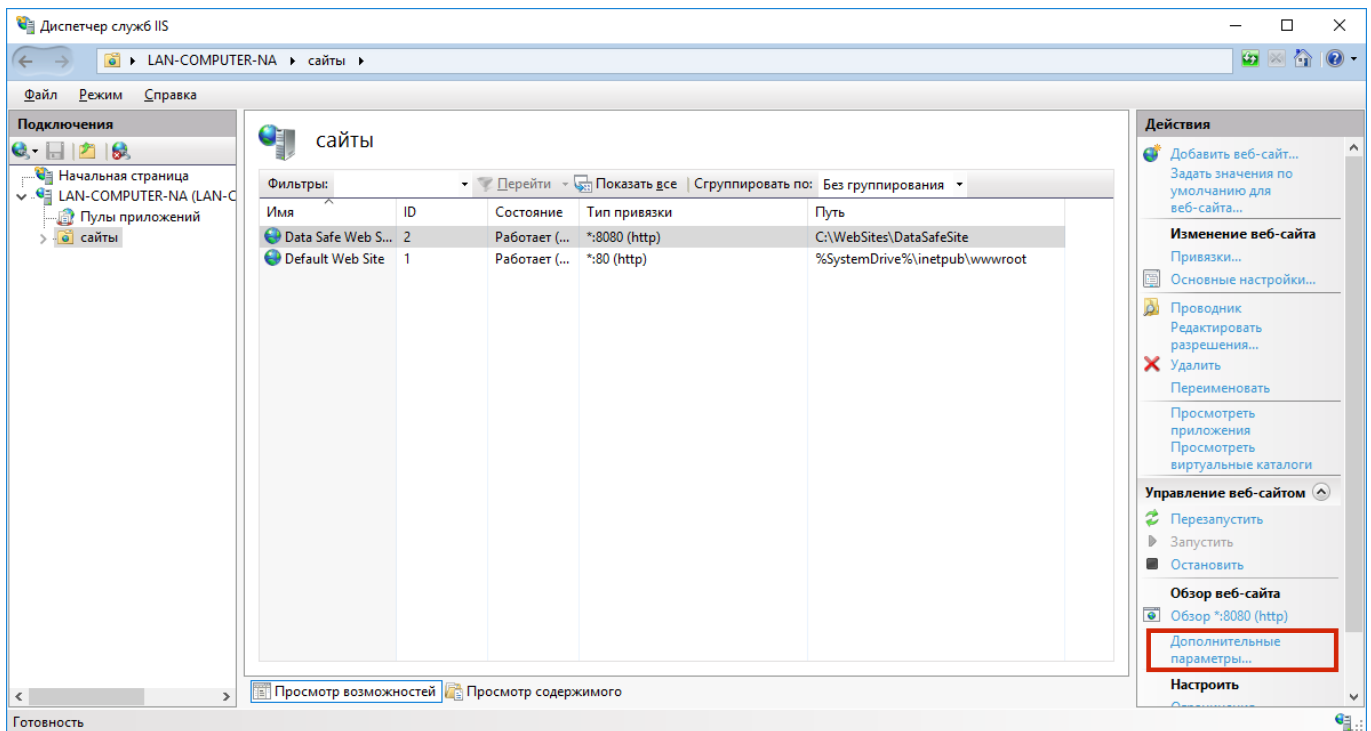 Диспетчер служб IIS
LAN-COMPUTER-NA ▸ сайты ▸
Файл Режим Справка
Подключения
Начальная страница
LAN-COMPUTER-NA (LAN-C
Пулы приложений
сайты
сайты
Фильтры: Перейти Показать все Сгруппировать по: Без группирования
Имя ID Состояние Тип привязки Путь
Data Safe Web S... 2 Работает (... *:8080 (http) C:\WebSites\DataSafeSite
Default Web Site 1 Работает (... *:80 (http) %SystemDrive%\inetpub\wwwroot
Просмотр возможностей Просмотр содержимого
Действия
Добавить веб-сайт...
Задать значения по
умолчанию для
веб-сайта...
Изменение веб-сайта
Привязки...
Основные настройки...
Проводник
Редактировать
разрешения...
Удалить
Переименовать
Просмотреть
приложения
Просмотреть
виртуальные каталоги
Управление веб-сайтом
Перезапустить
Запустить
Остановить
Обзор веб-сайта
Обзор *:8080 (http)
Дополнительные
параметры...
Настроить
Готовность